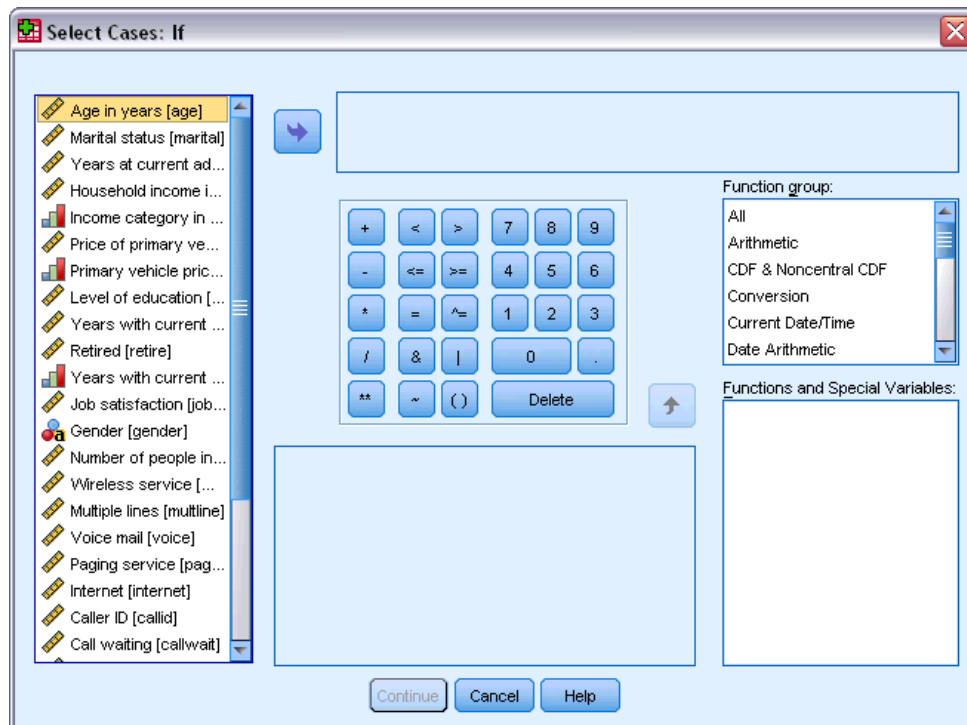 Select Cases: If
Age in years [age]
Marital status [marital]
Years at current ad...
Household income i...
Income category in ...
Price of primary ve...
Primary vehicle pric...
Level of education [...
Years with current ...
Retired [retire]
Years with current ...
Job satisfaction [job...
Gender [gender]
Number of people in...
Wireless service [...
Multiple lines [multline]
Voice mail [voice]
Paging service [pag...
Internet [internet]
Caller ID [callid]
Call waiting [callwait]
+ < > 7 8 9
- <= >= 4 5 6
* = ^= 1 2 3
/ & | 0 .
** ~ ( ) Delete
Function group:
All
Arithmetic
CDF & Noncentral CDF
Conversion
Current Date/Time
Date Arithmetic
Functions and Special Variables:
Continue Cancel Help